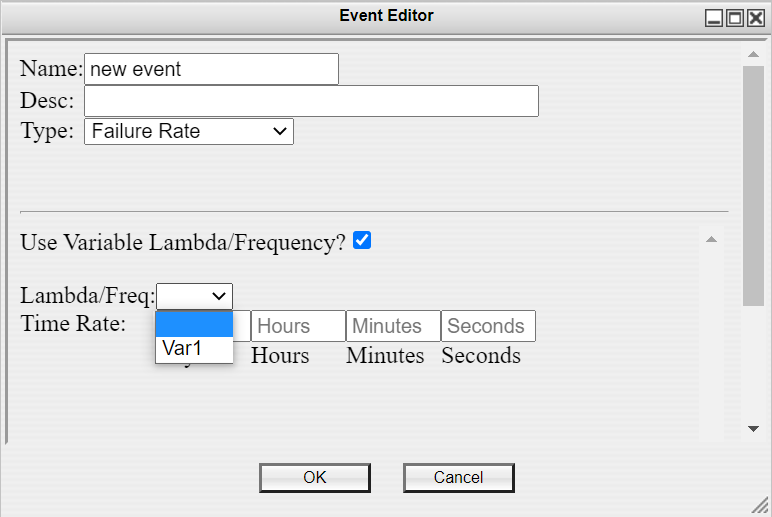 Event Editor
Name: new event
Desc:
Type: Failure Rate
Use Variable Lambda/Frequency?
Lambda/Freq:
Time Rate: Hours Minutes Seconds
Var1
Hours Minutes Seconds
OK Cancel